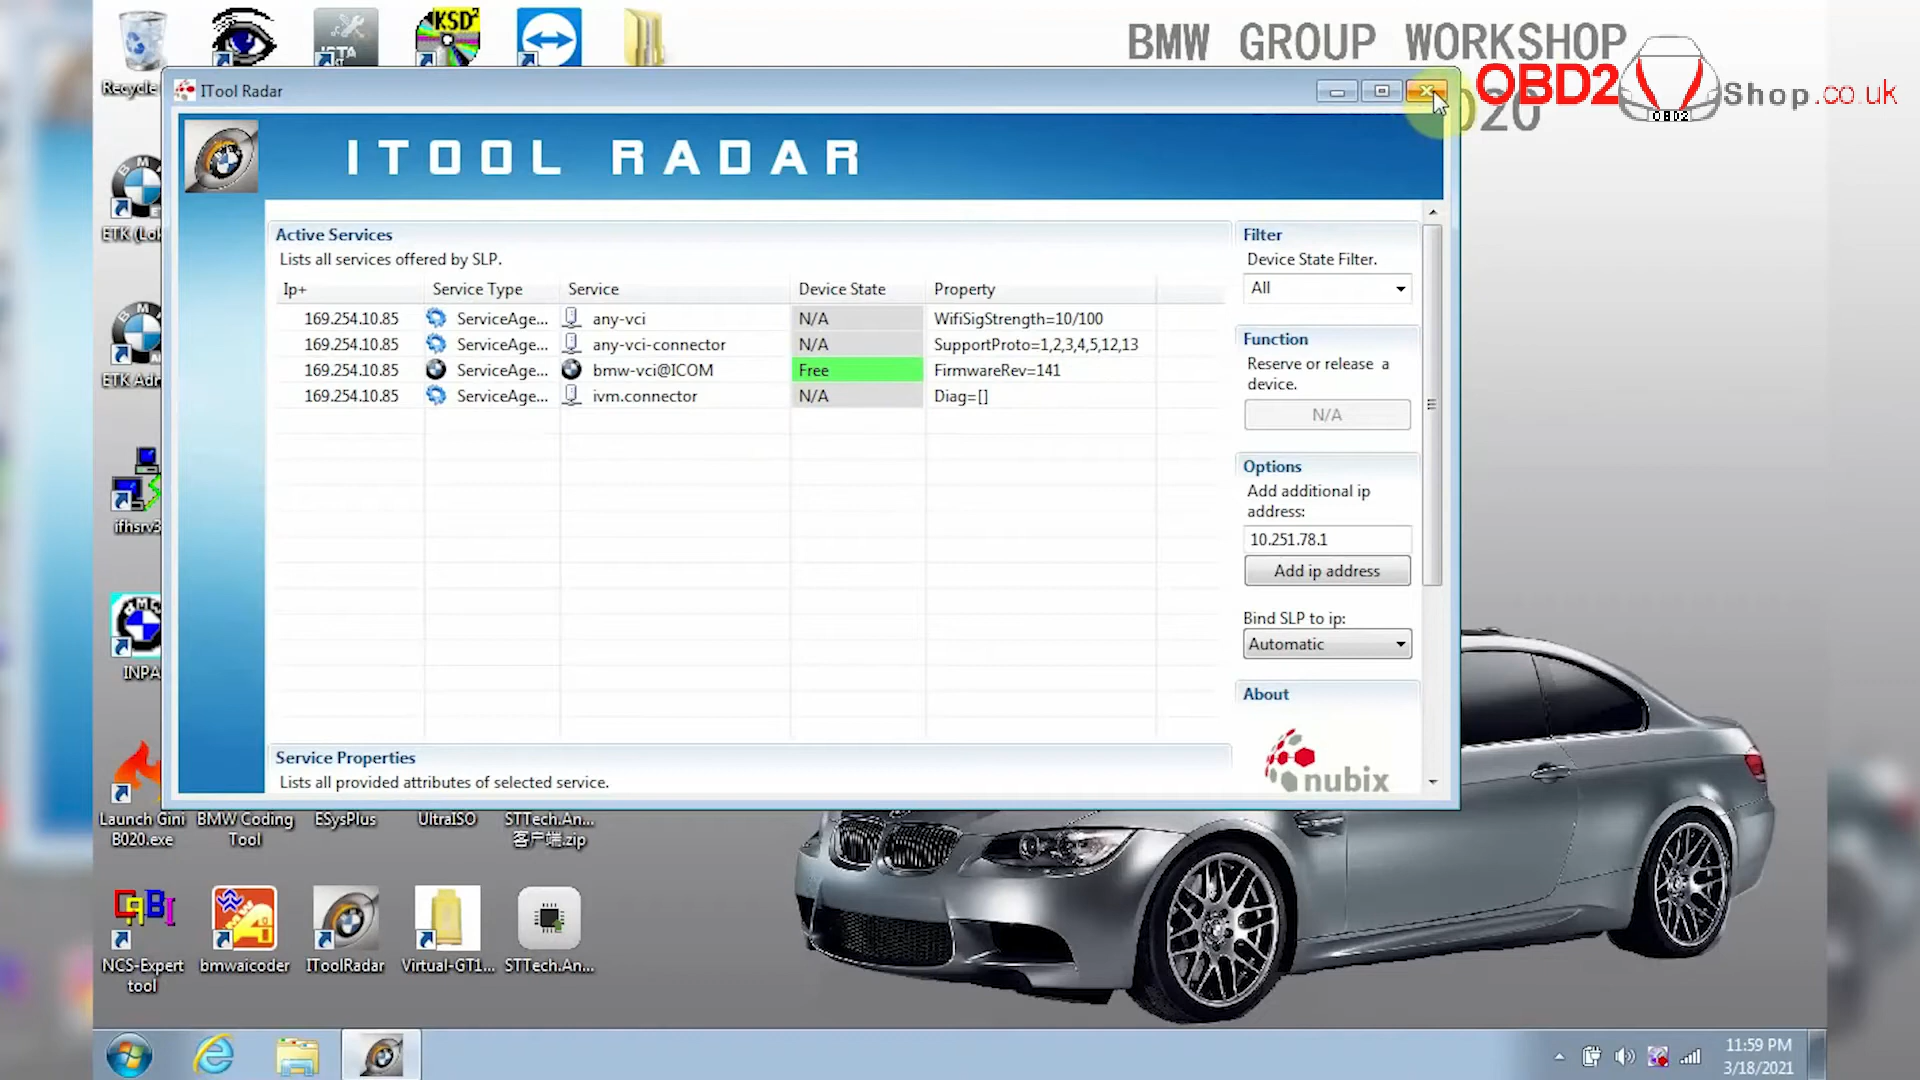 BMW GROUP WORKSHOP
OBD2Shop.co.uk
OBD2
020
KSD²
ISTA
Recycle
ITool Radar
ITOOL RADAR
Active Services
Lists all services offered by SLP.
Ip+ Service Type Service Device State Property
169.254.10.85 ServiceAge... any-vci N/A WifiSigStrength=10/100
169.254.10.85 ServiceAge... any-vci-connector N/A SupportProto=1,2,3,4,5,12,13
169.254.10.85 ServiceAge... bmw-vci@ICOM Free FirmwareRev=141
169.254.10.85 ServiceAge... ivm.connector N/A Diag=[]
Service Properties
Lists all provided attributes of selected service.
Filter
Device State Filter.
All
Function
Reserve or release a
device.
N/A
Options
Add additional ip
address:
10.251.78.1
Add ip address
Bind SLP to ip:
Automatic
About
nubix
ETK (Lok
ETK Adr
ifhsrv3
INPA
Launch Gini
B020.exe
BMW Coding
Tool
ESysPlus
UltraISO
STTech.An...
客户端.zip
NCS-Expert
tool
bmwaicoder
IToolRadar
Virtual-GT1...
STTech.An...
11:59 PM
3/18/2021